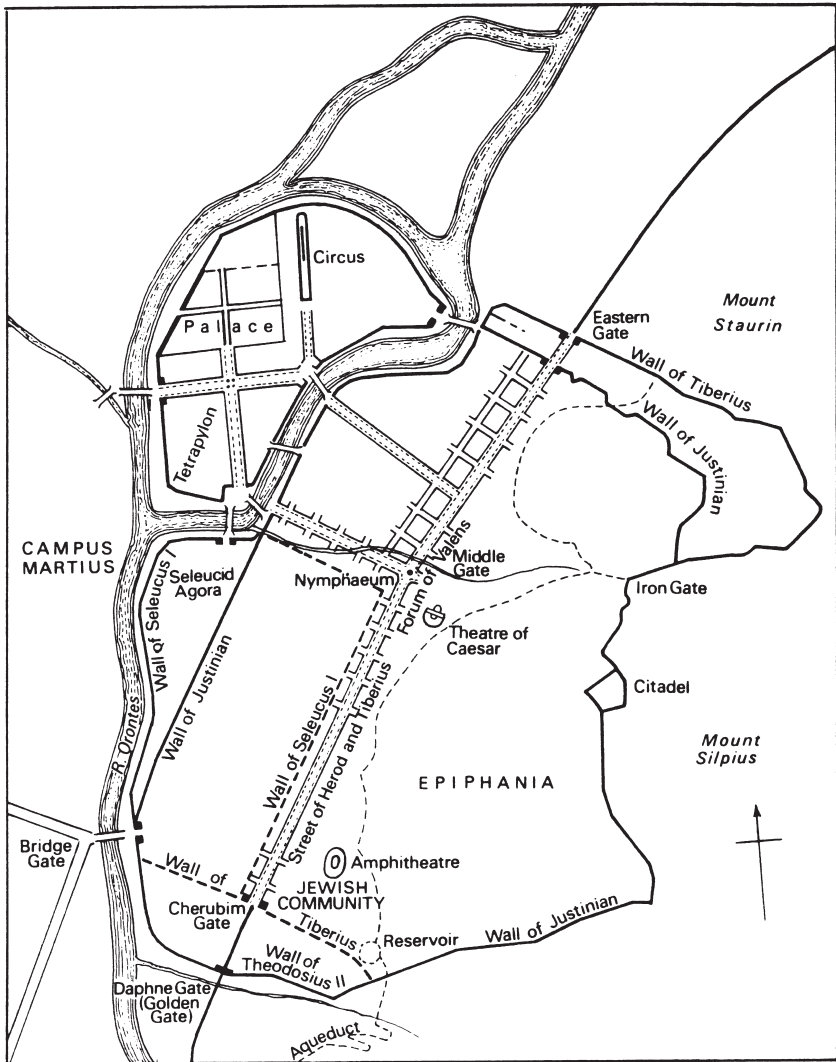 Circus
Palace
Mount
Staurin
Eastern
Gate
Wall of Tiberius
Wall of Justinian
Tetrapylon
CAMPUS
MARTIUS
Seleucid
Agora
Wall of Seleucus I
Nymphaeum
Forum of Valens
Middle
Gate
Iron Gate
Theatre of
Caesar
Wall of Justinian
Wall of Seleucus I
Street of Herod and Tiberius
Citadel
R. Orontes
Mount
Silpius
EPIPHANIA
Bridge
Gate
Wall of
Tiberius
Amphitheatre
JEWISH
COMMUNITY
Cherubim
Gate
Reservoir
Wall of Justinian
Wall of
Theodosius II
Daphne Gate
(Golden
Gate)
Aqueduct